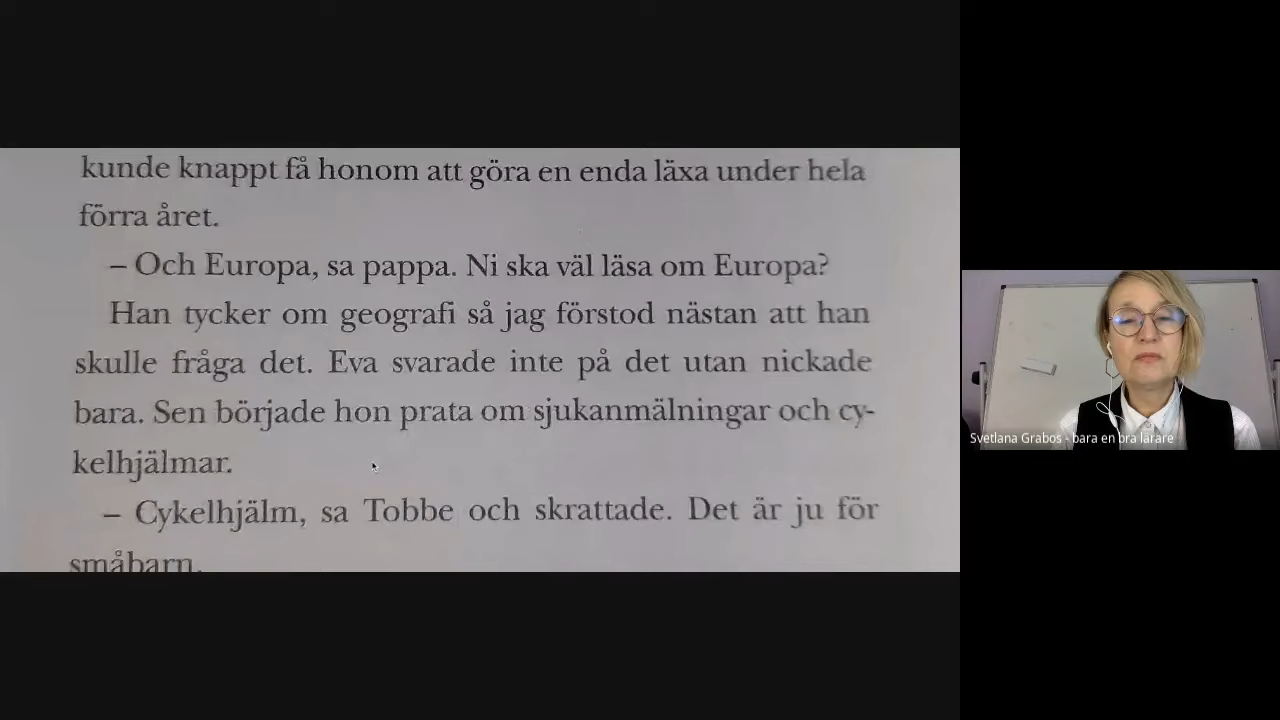 kunde knappt få honom att göra en enda läxa under hela
förra året.
– Och Europa, sa pappa. Ni ska väl läsa om Europa?
Han tycker om geografi så jag förstod nästan att han
skulle fråga det. Eva svarade inte på det utan nickade
bara. Sen började hon prata om sjukanmälningar och cy-
kelhjälmar.
– Cykelhjälm, sa Tobbe och skrattade. Det är ju för
småbarn.
Svetlana Grabos - bara en bra lärare